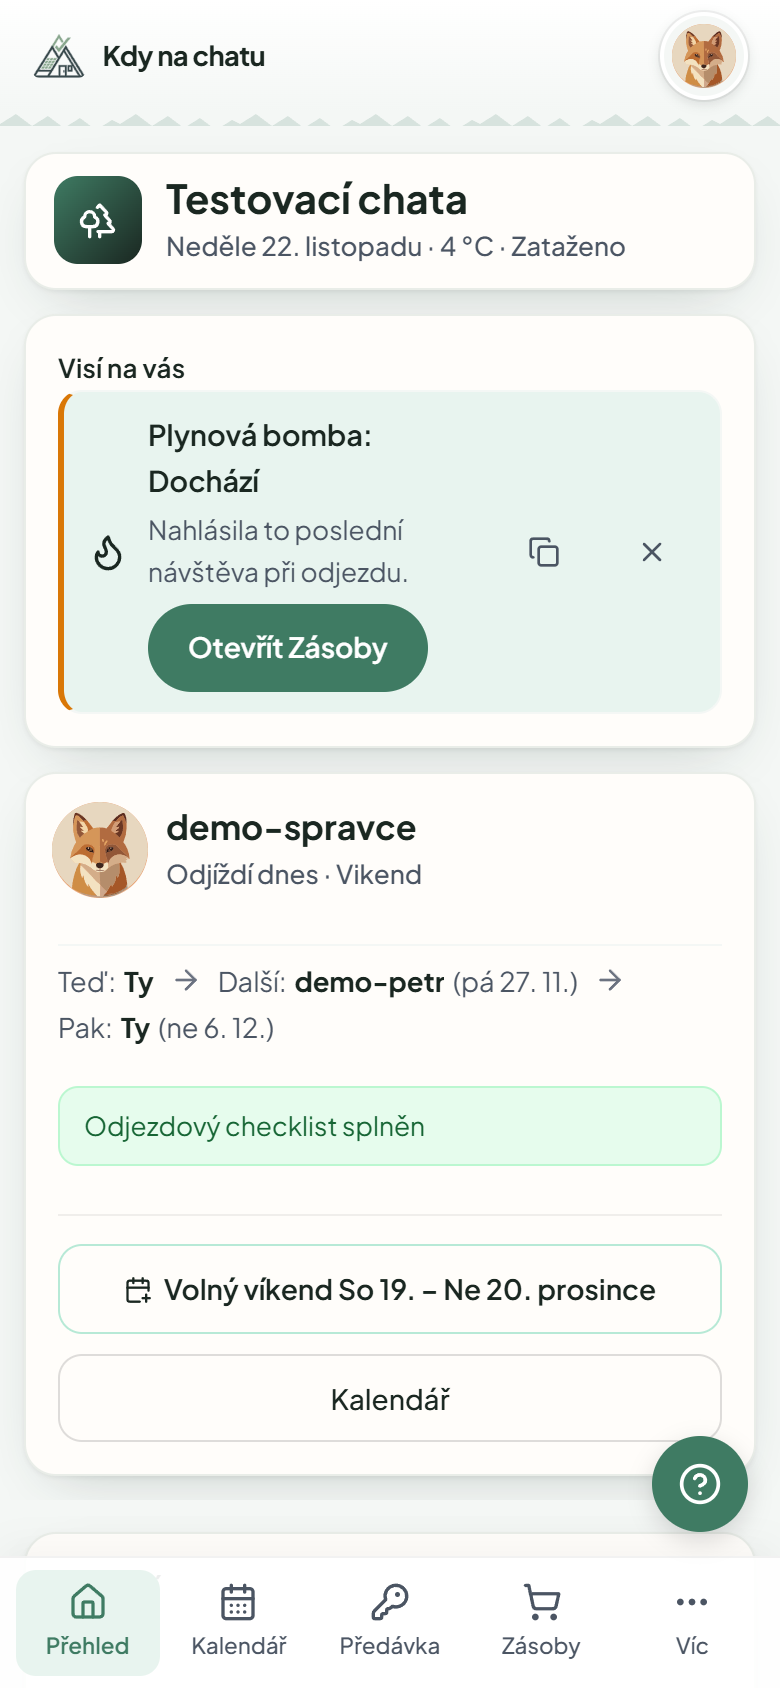 Kdy na chatu
Testovací chata
Neděle 22. listopadu · 4 °C · Zataženo
Visí na vás
Plynová bomba:
Dochází
Nahlásila to poslední
návštěva při odjezdu.
Otevřít Zásoby
demo-spravce
Odjíždí dnes · Vikend
Teď: Ty → Další: demo-petr (pá 27. 11.) →
Pak: Ty (ne 6. 12.)
Odjezdový checklist splněn
Volný víkend So 19. – Ne 20. prosince
Kalendář
Přehled
Kalendář
Předávka
Zásoby
Víc